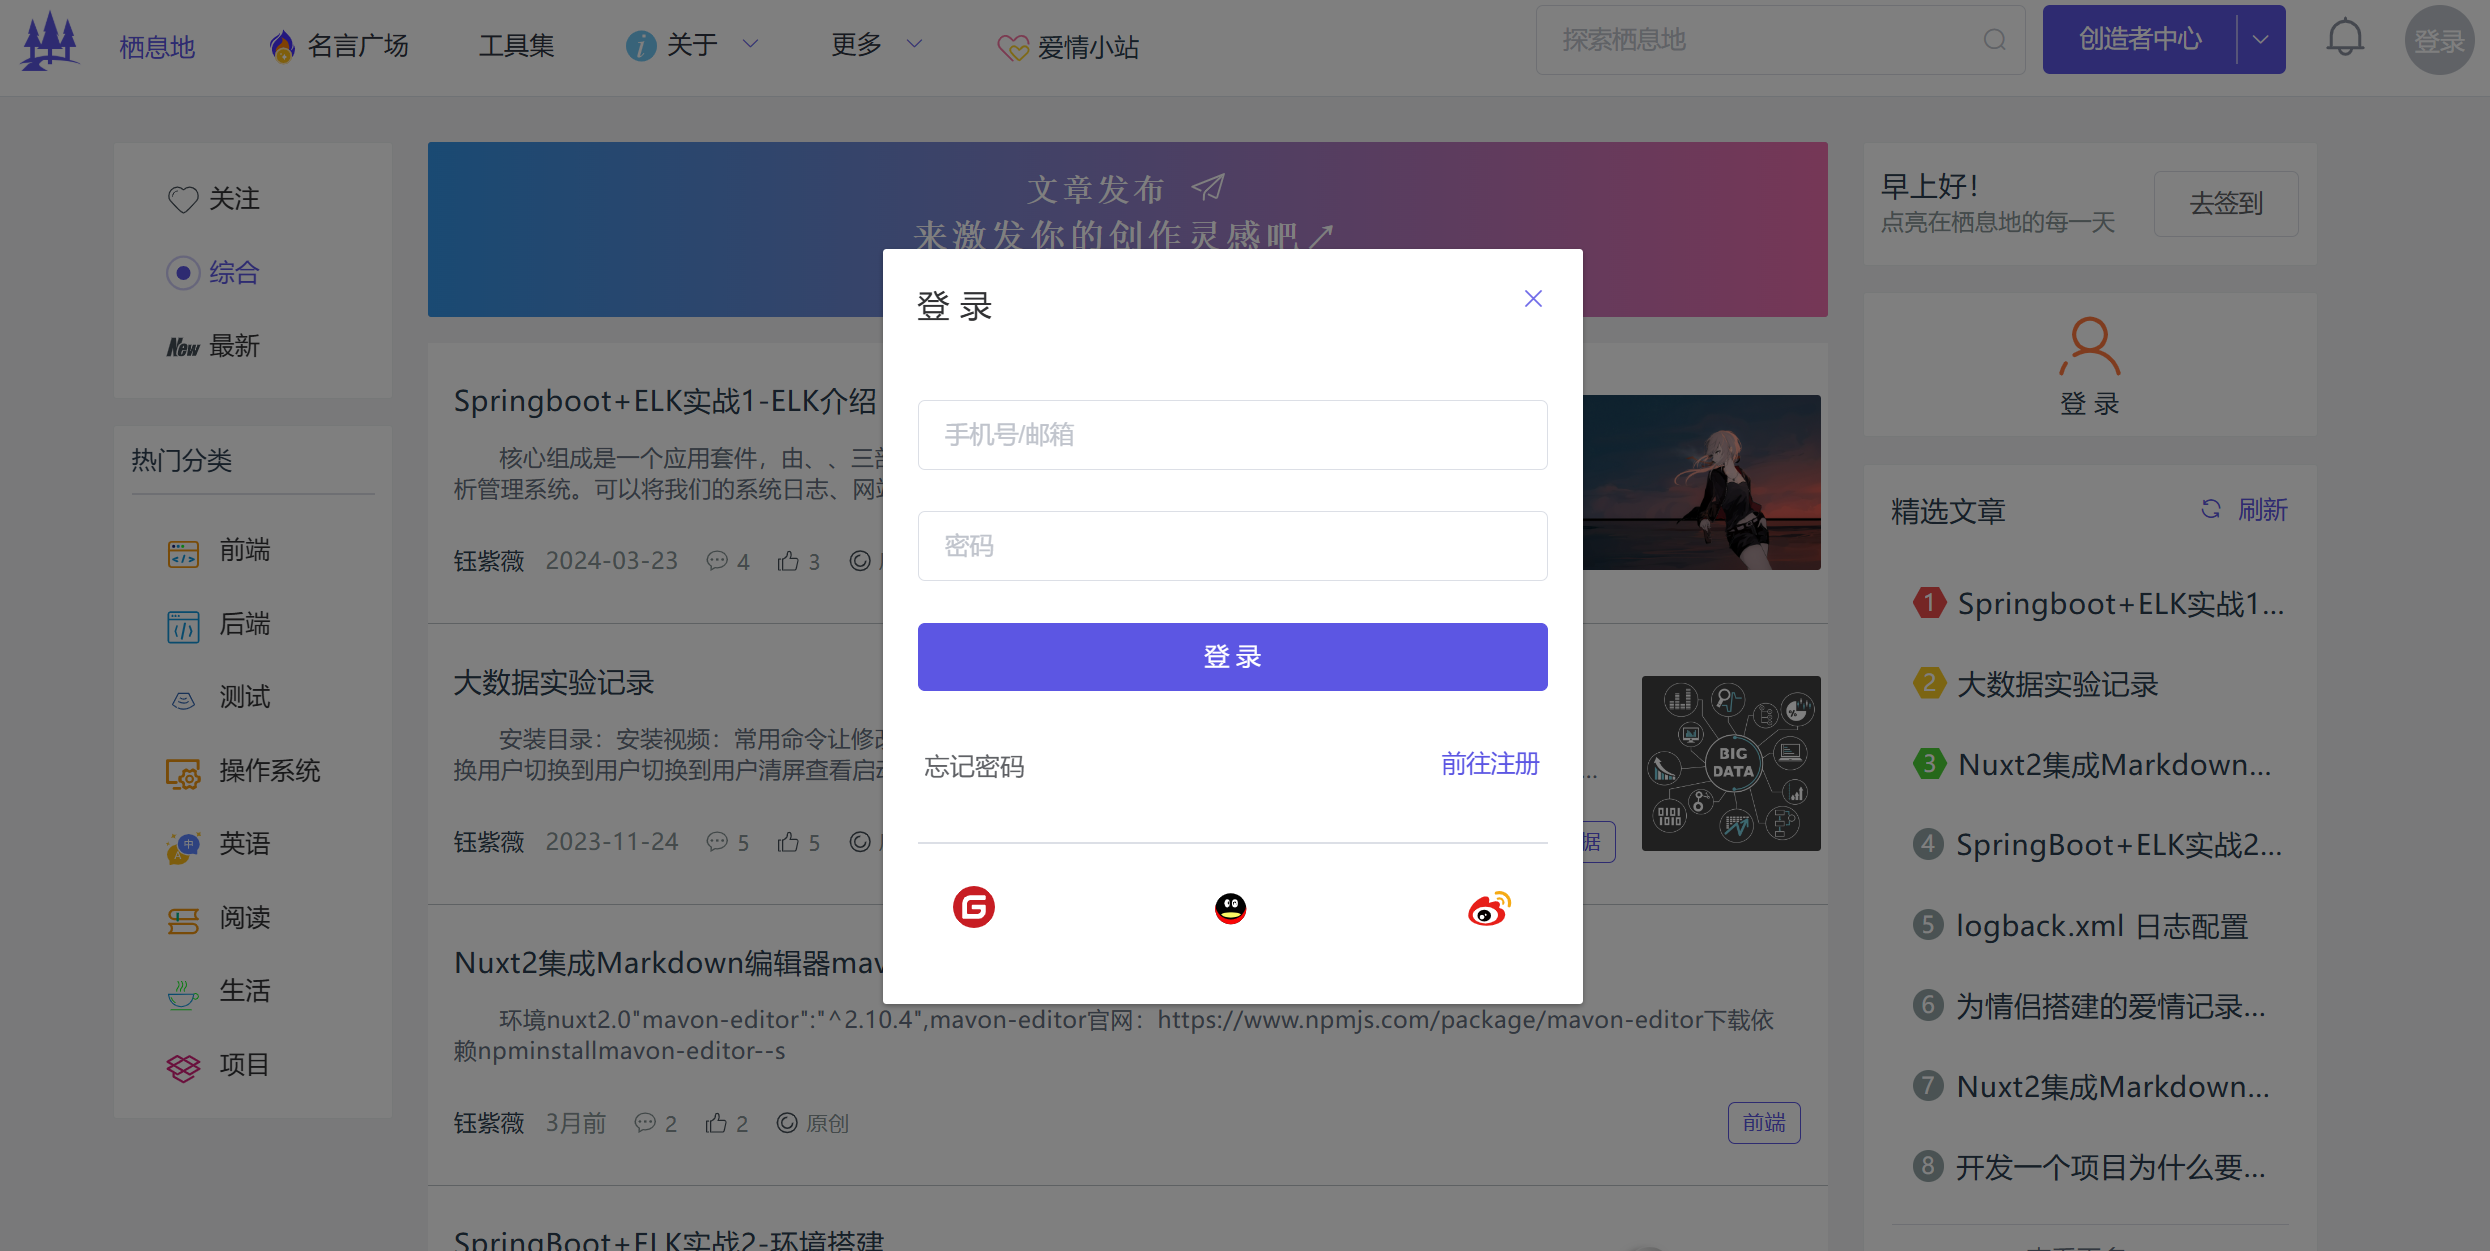 栖息地
名言广场
工具集
关于
更多
爱情小站
探索栖息地
创造者中心
登录
关注
综合
New 最新
热门分类
前端
后端
测试
操作系统
英语
阅读
生活
项目
文章发布
来激发你的创作灵感吧
Springboot+ELK实战1-ELK介绍
核心组成是一个应用套件，由、、三
析管理系统。可以将我们的系统日志、网
钰紫薇 2024-03-23 4 3
大数据实验记录
安装目录：安装视频：常用命令让修
换用户切换到用户切换到用户清屏查看启
...
钰紫薇 2023-11-24 5 5
据
BIG
DATA
0101
1010
Nuxt2集成Markdown编辑器mav
环境nuxt2.0"mavon-editor":"^2.10.4",mavon-editor官网：https://www.npmjs.com/package/mavon-editor下载依
赖npminstallmavon-editor--s
钰紫薇 3月前 2 2 原创
前端
SpringBoot+ELK实战2-环境搭建
登 录
手机号/邮箱
密码
登 录
忘记密码
前往注册
早上好！
点亮在栖息地的每一天
去签到
登 录
精选文章
刷新
1 Springboot+ELK实战1...
2 大数据实验记录
3 Nuxt2集成Markdown...
4 SpringBoot+ELK实战2...
5 logback.xml 日志配置
6 为情侣搭建的爱情记录...
7 Nuxt2集成Markdown...
8 开发一个项目为什么要...